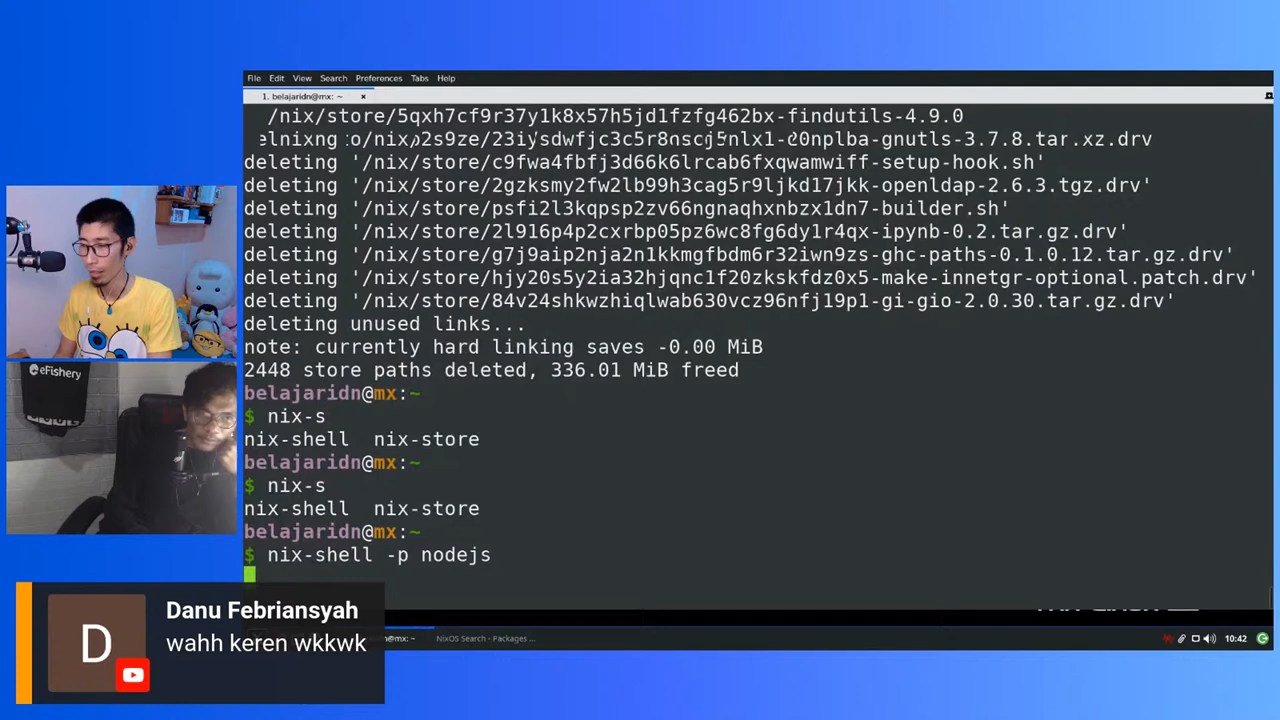 File Edit View Search Preferences Tabs Help
1. belajaridn@mx: ~ ×
/nix/store/5qxh7cf9r37y1k8x57h5jd1fzfg462bx-findutils-4.9.0
deleting '/nix/store/c9fwa4fbfj3d66k6lrcab6fxqwamwiff-setup-hook.sh'
deleting '/nix/store/2gzksmy2fw2lb99h3cag5r9ljkd17jkk-openldap-2.6.3.tgz.drv'
deleting '/nix/store/psfi2l3kqpsp2zv66ngnaqhxnbzx1dn7-builder.sh'
deleting '/nix/store/2l916p4p2cxrbp05pz6wc8fg6dy1r4qx-ipynb-0.2.tar.gz.drv'
deleting '/nix/store/g7j9aip2nja2n1kkmgfbdm6r32iwn9zs-ghc-paths-0.1.0.12.tar.gz.drv'
deleting '/nix/store/hjy20s5y2ia32hjqnc1f20zkskfdz0x5-make-innetgr-optional.patch.drv'
deleting '/nix/store/84v24shkwzhiqlwab630vcz96nfj19p1-gi-gio-2.0.30.tar.gz.drv'
deleting unused links...
note: currently hard linking saves -0.00 MiB
2448 store paths deleted, 336.01 MiB freed
belajaridn@mx:~
$ nix-s
nix-shell nix-store
belajaridn@mx:~
$ nix-s
nix-shell nix-store
belajaridn@mx:~
$ nix-shell -p nodejs
eFishery
D
Danu Febriansyah
wahh keren wkkwk
@mx: ~
NixOS Search - Packages ...
10:42